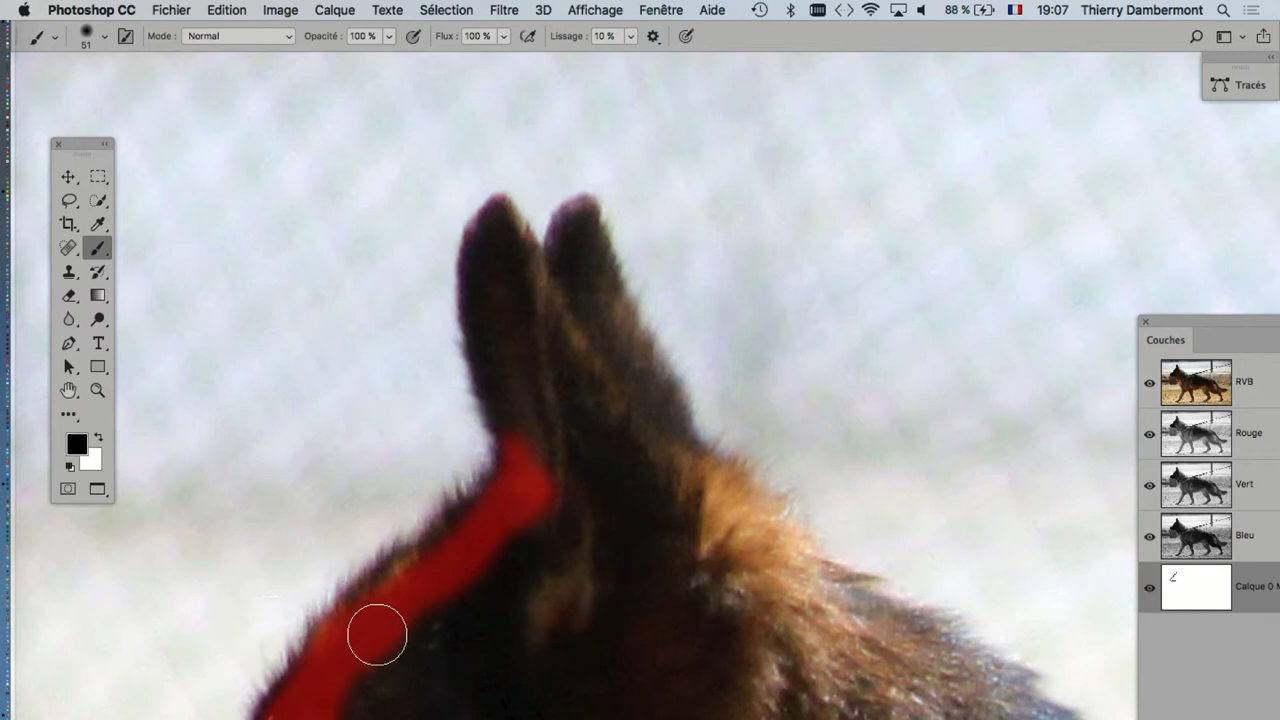 Photoshop CC Fichier Edition Image Calque Texte Sélection Filtre 3D Affichage Fenêtre Aide 88 % 19:07 Thierry Dambermont
51 Mode : Normal Opacité : 100 % Flux : 100 % Lissage : 10 %
Tracés
Couches
RVB
Rouge
Vert
Bleu
Calque 0